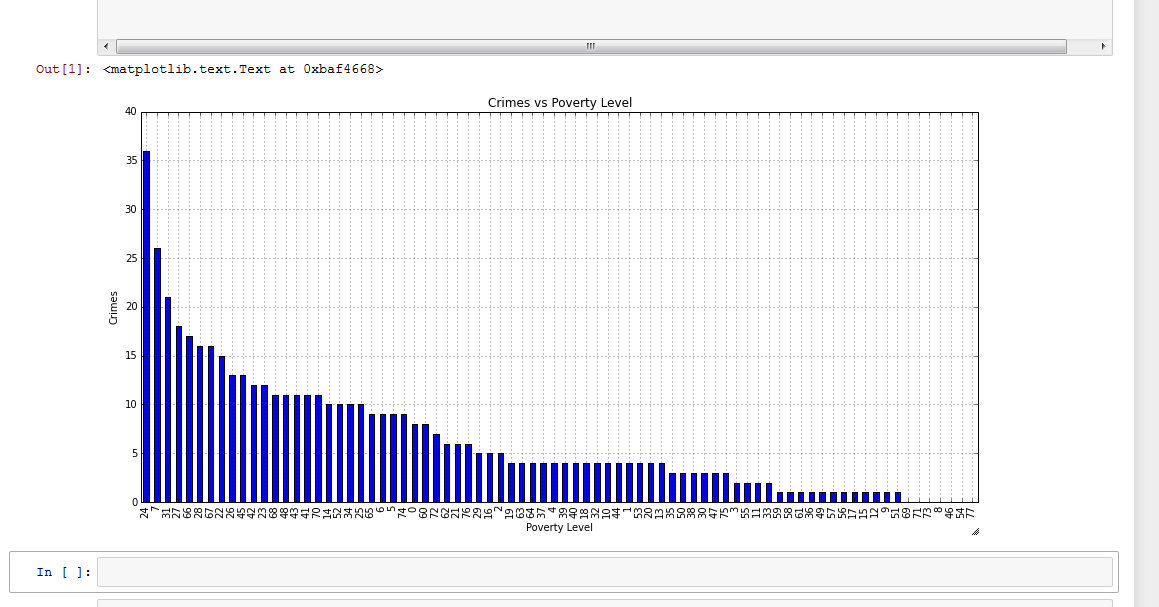 Out[1]: <matplotlib.text.Text at 0xbaf4668>
Crimes vs Poverty Level
40
35
30
25
20
15
10
5
0
Crimes
24 7 31 27 66 28 67 22 26 45 42 23 68 48 43 41 70 14 52 34 25 65 6 5 74 0 60 72 62 21 76 29 16 2 19 63 64 37 4 39 40 18 32 10 44 1 53 20 13 35 50 38 30 47 75 3 55 11 33 59 58 61 36 49 57 56 17 15 12 9 51 69 71 73 8 46 54 77
Poverty Level
In [ ]: